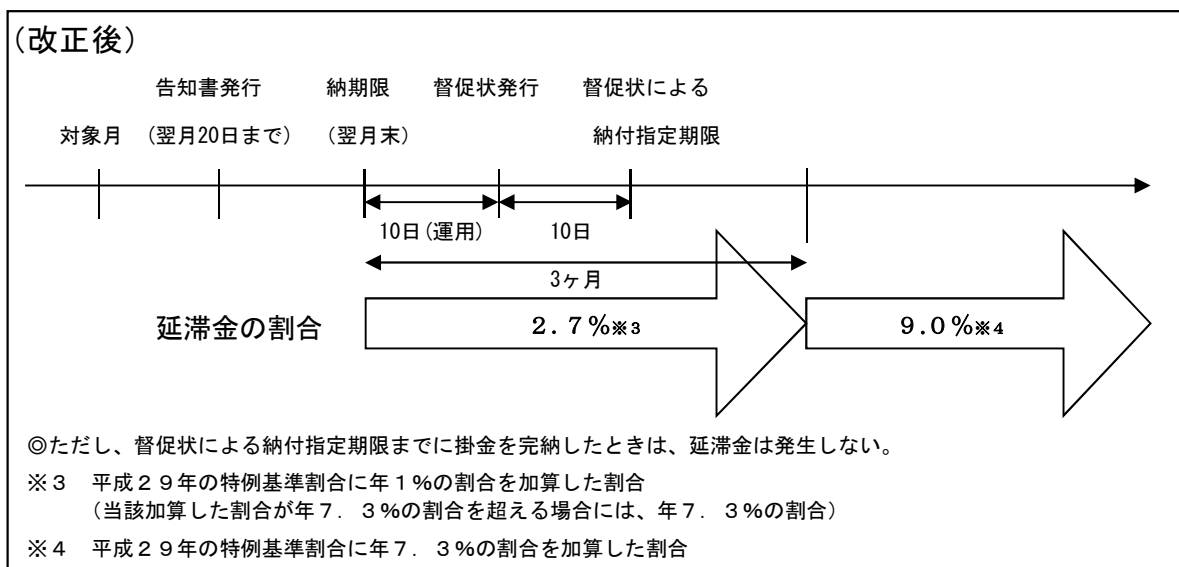 (改正後)
告知書発行 納期限 督促状発行 督促状による
対象月 (翌月20日まで) (翌月末) 納付指定期限
10日(運用) 10日
3ヶ月
延滞金の割合 2.7%※3 9.0%※4
◎ただし、督促状による納付指定期限までに掛金を完納したときは、延滞金は発生しない。
※3 平成29年の特例基準割合に年1%の割合を加算した割合
(当該加算した割合が年7.3%の割合を超える場合には、年7.3%の割合)
※4 平成29年の特例基準割合に年7.3%の割合を加算した割合